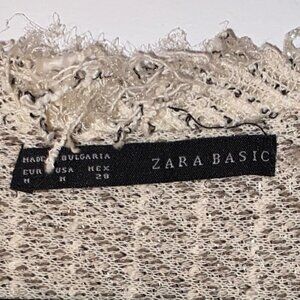 MADE IN BULGARIA
EUR USA MEX
M M 28
ZARA BASIC